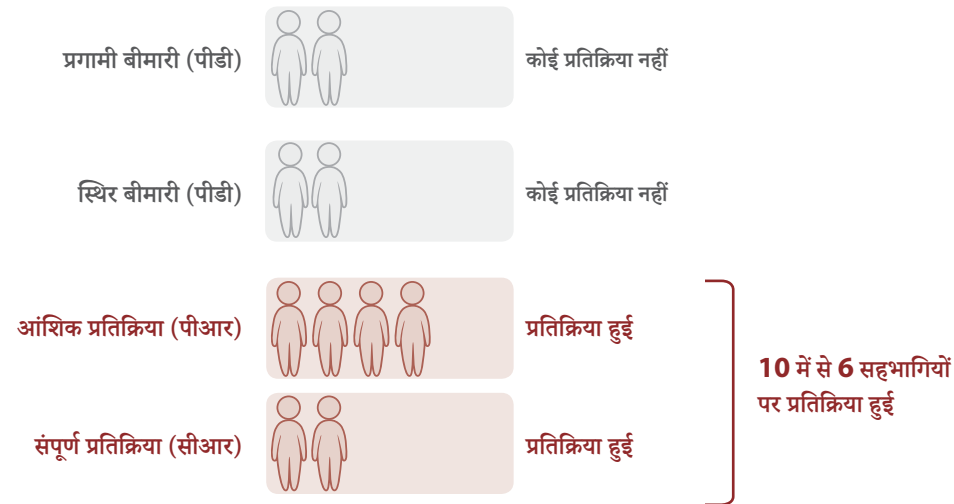 प्रगामी बीमारी (पीडी)
कोई प्रतिक्रिया नहीं
स्थिर बीमारी (पीडी)
कोई प्रतिक्रिया नहीं
आंशिक प्रतिक्रिया (पीआर)
प्रतिक्रिया हुई
संपूर्ण प्रतिक्रिया (सीआर)
प्रतिक्रिया हुई
10 में से 6 सहभागियों
पर प्रतिक्रिया हुई